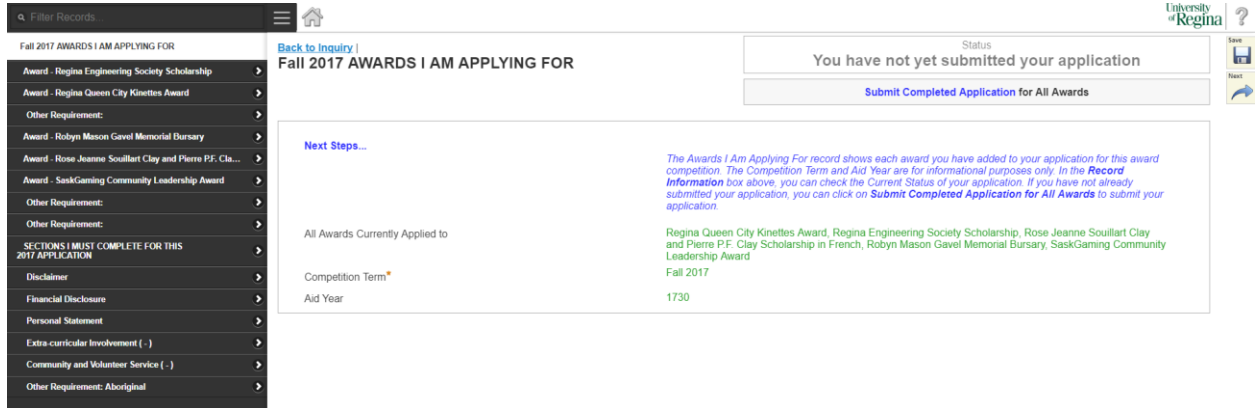 Filter Records...
University
of Regina
?
Fall 2017 AWARDS I AM APPLYING FOR
Award - Regina Engineering Society Scholarship
Award - Regina Queen City Kinettes Award
Other Requirement:
Award - Robyn Mason Gavel Memorial Bursary
Award - Rose Jeanne Souillart Clay and Pierre P.F. Cla...
Award - SaskGaming Community Leadership Award
Other Requirement:
Other Requirement:
SECTIONS I MUST COMPLETE FOR THIS
2017 APPLICATION
Disclaimer
Financial Disclosure
Personal Statement
Extra-curricular Involvement ( - )
Community and Volunteer Service ( - )
Other Requirement: Aboriginal
Back to Inquiry |
Fall 2017 AWARDS I AM APPLYING FOR
Status
You have not yet submitted your application
Submit Completed Application for All Awards
Save
Next
Next Steps...
The Awards I Am Applying For record shows each award you have added to your application for this award
competition. The Competition Term and Aid Year are for informational purposes only. In the Record
Information box above, you can check the Current Status of your application. If you have not already
submitted your application, you can click on Submit Completed Application for All Awards to submit your
application.
All Awards Currently Applied to
Regina Queen City Kinettes Award, Regina Engineering Society Scholarship, Rose Jeanne Souillart Clay
and Pierre P.F. Clay Scholarship in French, Robyn Mason Gavel Memorial Bursary, SaskGaming Community
Leadership Award
Competition Term*
Fall 2017
Aid Year
1730